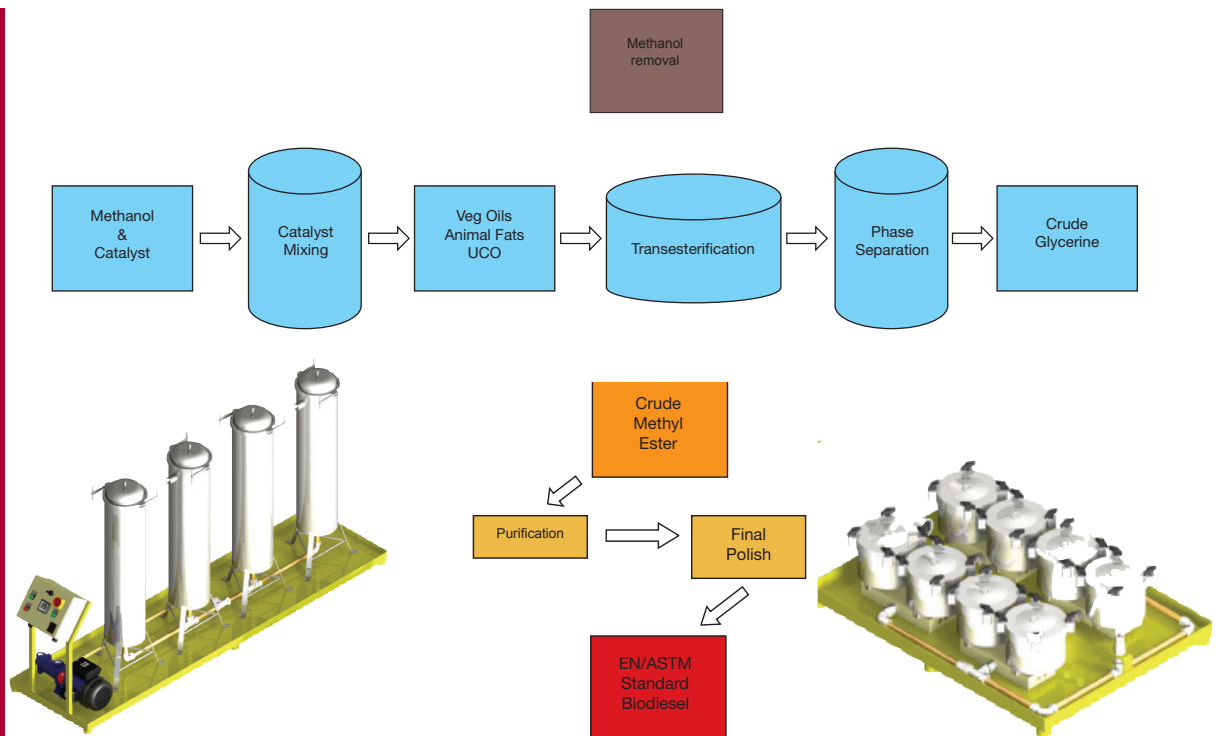 Methanol
removal
Methanol
&
Catalyst
Catalyst
Mixing
Veg Oils
Animal Fats
UCO
Transesterification
Phase
Separation
Crude
Glycerine
Crude
Methyl
Ester
Purification
Final
Polish
EN/ASTM
Standard
Biodiesel